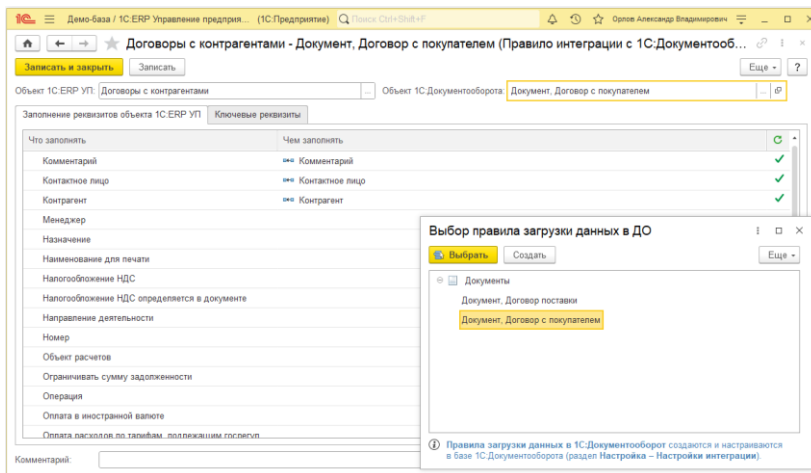 1С Демо-база / 1С:ERP Управление предприя... (1С:Предприятие) Поиск Ctrl+Shift+F Орлов Александр Владимирович
Договоры с контрагентами - Документ, Договор с покупателем (Правило интеграции с 1С:Документооб...
Записать и закрыть Записать Еще ?
Объект 1С:ERP УП: Договоры с контрагентами ... Объект 1С:Документооборота: Документ, Договор с покупателем ...
Заполнение реквизитов объекта 1С:ERP УП Ключевые реквизиты
Что заполнять Чем заполнять
Комментарий Комментарий
Контактное лицо Контактное лицо
Контрагент Контрагент
Менеджер
Назначение
Наименование для печати
Налогообложение НДС
Налогообложение НДС определяется в документе
Направление деятельности
Номер
Объект расчетов
Ограничивать сумму задолженности
Операция
Оплата в иностранной валюте
Оплата расходов по тарифам, подлежащим госрегул
Комментарий:
Выбор правила загрузки данных в ДО
Выбрать Создать Еще
Документы
Документ, Договор поставки
Документ, Договор с покупателем
Правила загрузки данных в 1С:Документооборот создаются и настраиваются
в базе 1С:Документооборота (раздел Настройка – Настройки интеграции).